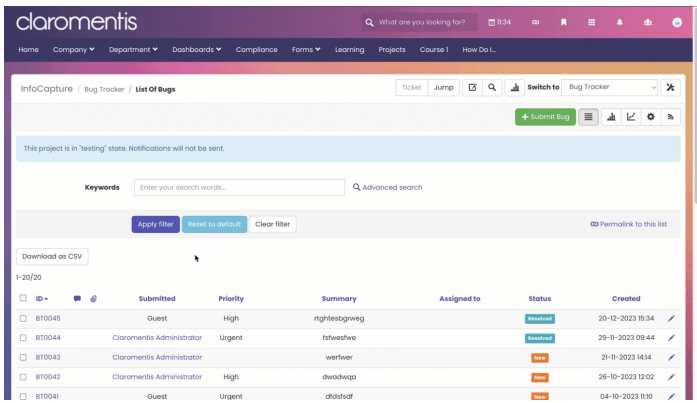 claromentis
What are you looking for? 11:34
Home Company Department Dashboards Compliance Forms Learning Projects Course 1 How Do I...
InfoCapture / Bug Tracker / List Of Bugs Ticket Jump Switch to Bug Tracker
+ Submit Bug
This project is in "testing" state. Notifications will not be sent.
Keywords Enter your search words... Advanced search
Apply filter Reset to default Clear filter Permalink to this list
Download as CSV
1-20/20
ID Submitted Priority Summary Assigned to Status Created
BT0045 Guest High rtghtesbgrweg Resolved 20-12-2023 15:34
BT0044 Claromentis Administrator Urgent fsfwesfwe Resolved 29-11-2023 09:44
BT0043 Claromentis Administrator werfwer New 21-11-2023 14:14
BT0042 Claromentis Administrator High dwadwqa New 26-10-2023 12:02
BT0041 Guest Urgent dfdsfsdf New 04-10-2023 11:10